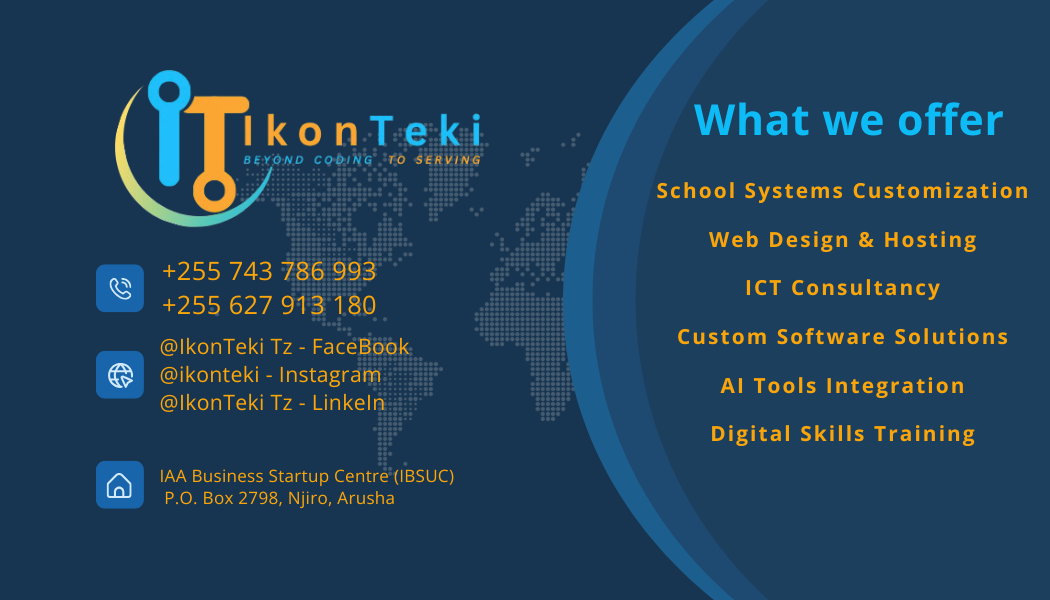 IT
IkonTeki
BEYOND CODING TO SERVING
+255 743 786 993
+255 627 913 180
@IkonTeki Tz - FaceBook
@ikonteki - Instagram
@IkonTeki Tz - LinkeIn
IAA Business Startup Centre (IBSUC)
P.O. Box 2798, Njiro, Arusha
What we offer
School Systems Customization
Web Design & Hosting
ICT Consultancy
Custom Software Solutions
AI Tools Integration
Digital Skills Training